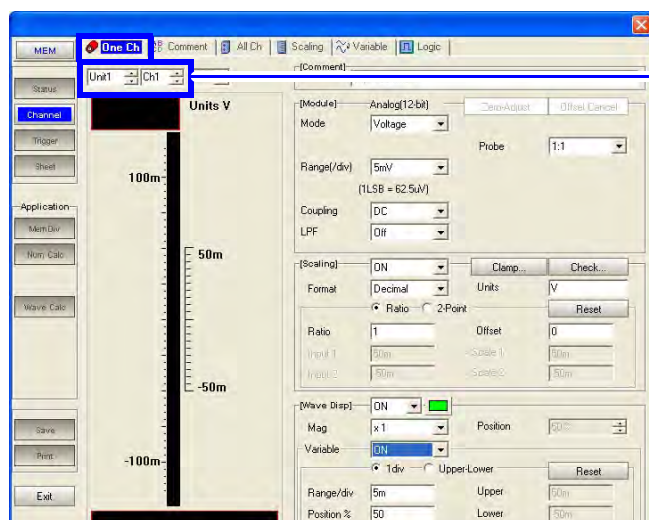 MEM
One Ch
Comment
All Ch
Scaling
Variable
Logic
Unit1
Ch1
[Comment]
Status
Channel
Trigger
Sheet
Application
MemDiv
Num Calc
Wave Calc
Save
Print
Exit
Units V
100m
50m
-50m
-100m
[Module] Analog(12-bit) Zero-Adjust Offset Cancel
Mode Voltage
Probe 1:1
Range(/div) 5mV
(1LSB = 62.5uV)
Coupling DC
LPF Off
[Scaling] ON Clamp... Check...
Format Decimal Units V
Ratio 2-Point Reset
Ratio 1 Offset 0
Input 1 50m Scale 1 50m
Input 2 -50m Scale 2 -50m
[Wave Disp] ON
Mag x1 Position 50
Variable ON
1div Upper-Lower Reset
Range/div 5m Upper 50m
Position % 50 Lower